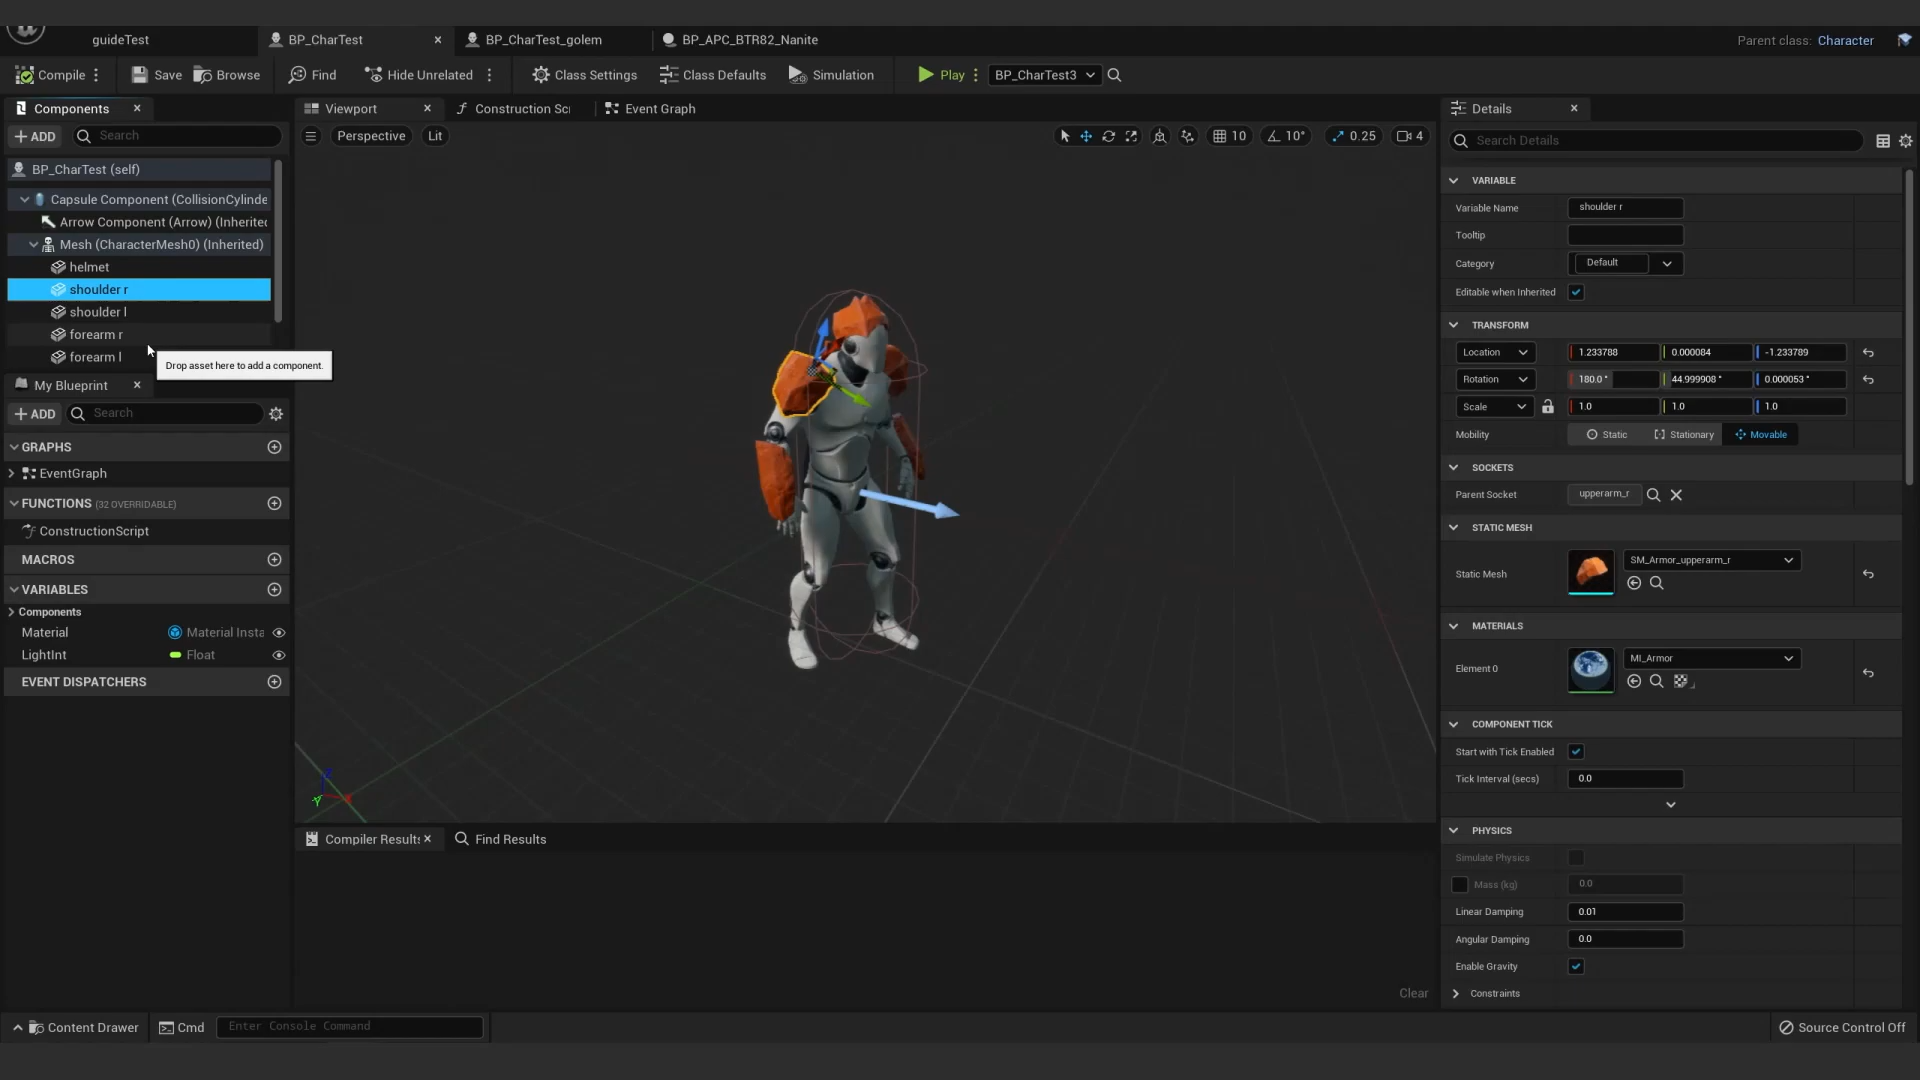 guideTest
BP_CharTest
BP_CharTest_golem
BP_APC_BTR82_Nanite
Parent class: Character
Compile
Save
Browse
Find
Hide Unrelated
Class Settings
Class Defaults
Simulation
Play
BP_CharTest3
Components
+ ADD
Search
BP_CharTest (self)
Capsule Component (CollisionCylinde
Arrow Component (Arrow) (Inherited
Mesh (CharacterMesh0) (Inherited)
helmet
shoulder r
shoulder l
forearm r
forearm l
Drop asset here to add a component.
My Blueprint
+ ADD
Search
GRAPHS
EventGraph
FUNCTIONS (32 OVERRIDABLE)
ConstructionScript
MACROS
VARIABLES
Components
Material Material Insta
LightInt Float
EVENT DISPATCHERS
Viewport
Construction Scr
Event Graph
Perspective
Lit
10
10°
0.25
4
Z
Y
Compiler Results
Find Results
Clear
Details
Search Details
VARIABLE
Variable Name shoulder r
Tooltip
Category Default
Editable when Inherited
TRANSFORM
Location 1.233788 0.000084 -1.233789
Rotation 180.0 ° 44.999908 ° 0.000053 °
Scale 1.0 1.0 1.0
Mobility Static Stationary Movable
SOCKETS
Parent Socket upperarm_r
STATIC MESH
Static Mesh SM_Armor_upperarm_r
MATERIALS
Element 0 MI_Armor
COMPONENT TICK
Start with Tick Enabled
Tick Interval (secs) 0.0
PHYSICS
Simulate Physics
Mass (kg) 0.0
Linear Damping 0.01
Angular Damping 0.0
Enable Gravity
Constraints
Content Drawer
Cmd
Enter Console Command
Source Control Off